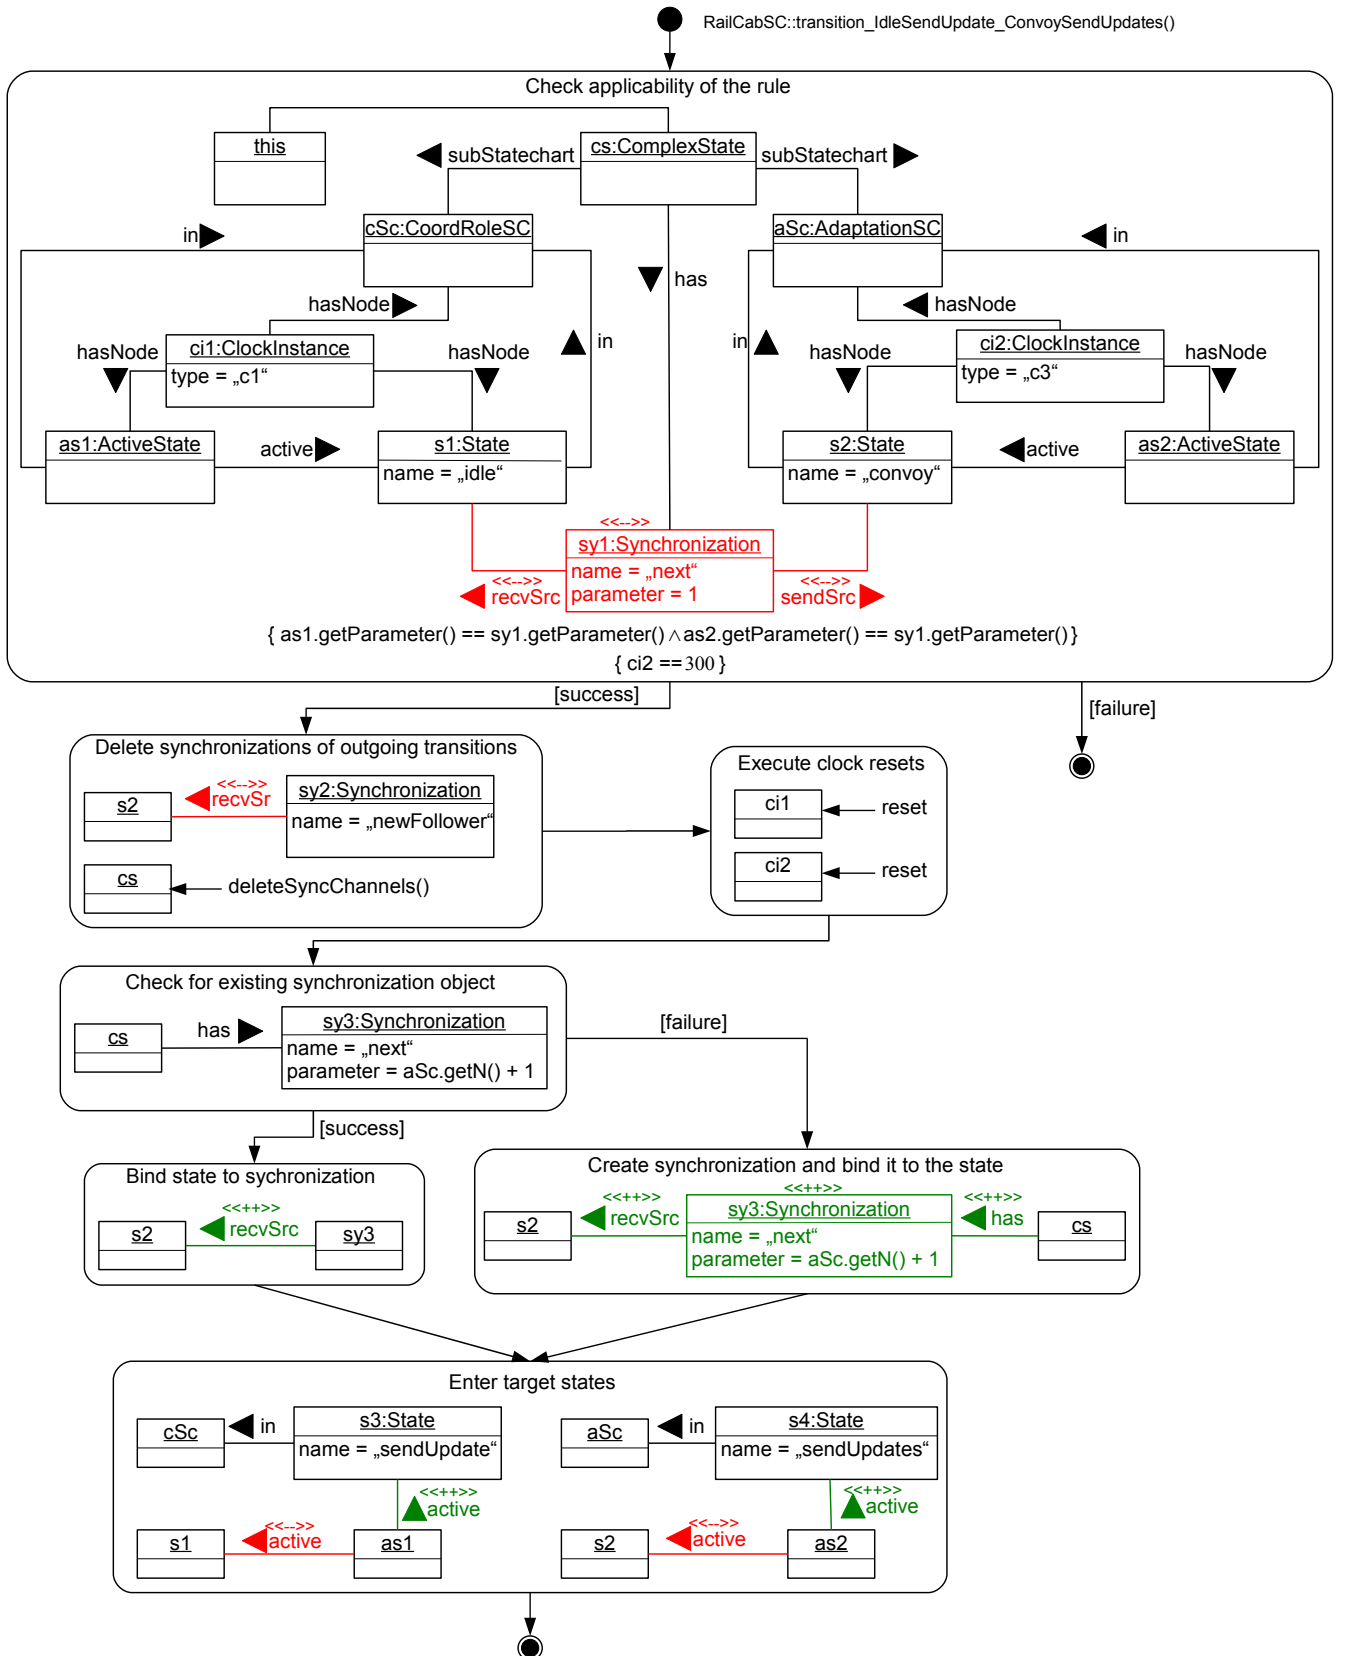 RailCabSC::transition_IdleSendUpdate_ConvoySendUpdates()
Check applicability of the rule
this
subStatechart
cs:ComplexState
subStatechart
in
cSc:CoordRoleSC
aSc:AdaptationSC
in
has
hasNode
hasNode
hasNode
ci1:ClockInstance
type = „c1“
hasNode
in
in
hasNode
ci2:ClockInstance
type = „c3“
hasNode
as1:ActiveState
active
s1:State
name = „idle“
s2:State
name = „convoy“
active
as2:ActiveState
<<-->>
sy1:Synchronization
name = „next“
parameter = 1
<<-->>
recvSrc
<<-->>
sendSrc
{ as1.getParameter() == sy1.getParameter() ∧ as2.getParameter() == sy1.getParameter() }
{ ci2 == 300 }
[success]
[failure]
Delete synchronizations of outgoing transitions
s2
<<-->>
recvSr
sy2:Synchronization
name = „newFollower“
cs
deleteSyncChannels()
Execute clock resets
ci1
reset
ci2
reset
Check for existing synchronization object
cs
has
sy3:Synchronization
name = „next“
parameter = aSc.getN() + 1
[failure]
[success]
Bind state to sychronization
s2
<<++>>
recvSrc
sy3
Create synchronization and bind it to the state
s2
<<++>>
recvSrc
<<++>>
sy3:Synchronization
name = „next“
parameter = aSc.getN() + 1
<<++>>
has
cs
Enter target states
cSc
in
s3:State
name = „sendUpdate“
<<++>>
active
s1
<<-->>
active
as1
aSc
in
s4:State
name = „sendUpdates“
<<++>>
active
s2
<<-->>
active
as2